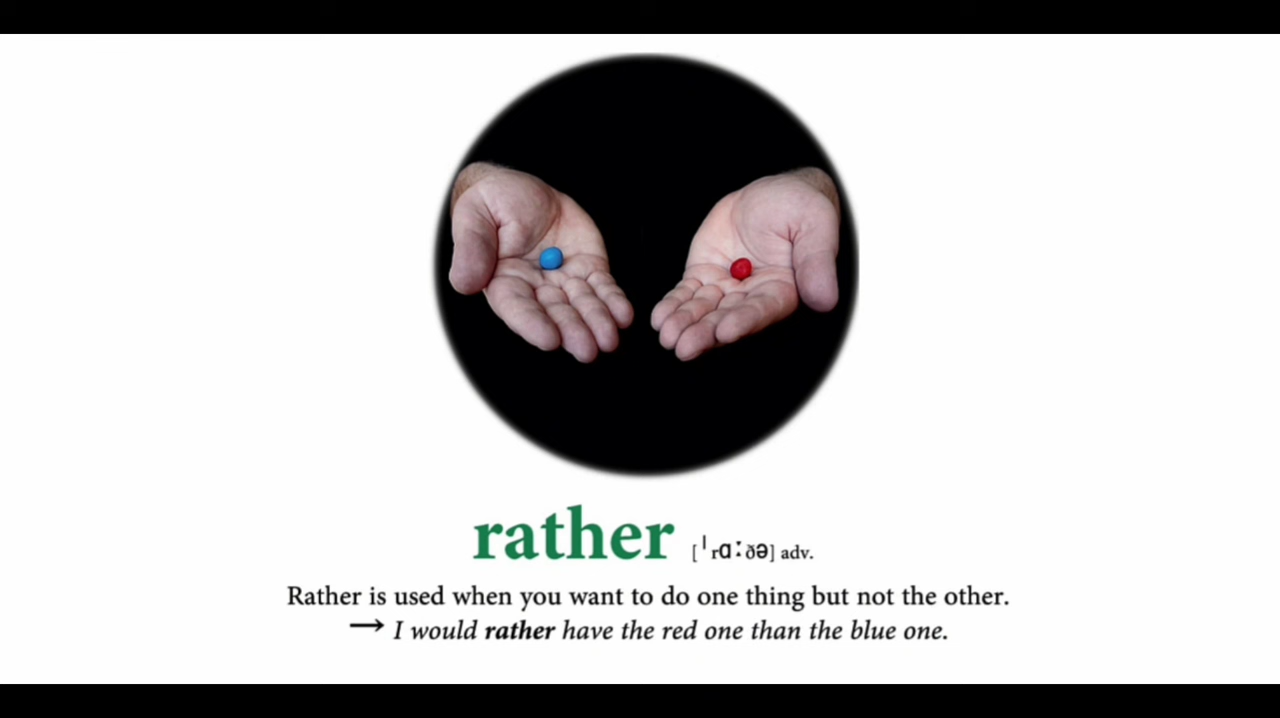 rather [ˈrɑːðə] adv.
Rather is used when you want to do one thing but not the other.
→ I would rather have the red one than the blue one.